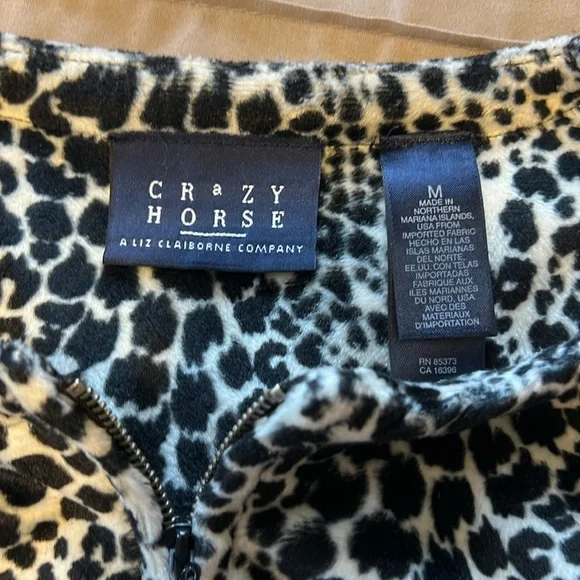 CRaZY
HORSE
A LIZ CLAIBORNE COMPANY
M
MADE IN
NORTHERN
MARIANA ISLANDS,
USA FROM
IMPORTED FABRIC
HECHO EN LAS
ISLAS MARIANAS
DEL NORTE,
EE.UU. CON TELAS
IMPORTADAS
FABRIQUE AUX
ILES MARIANNES
DU NORD, USA
AVEC DES
MATERIAUX
D'IMPORTATION
RN 85373
CA 16396